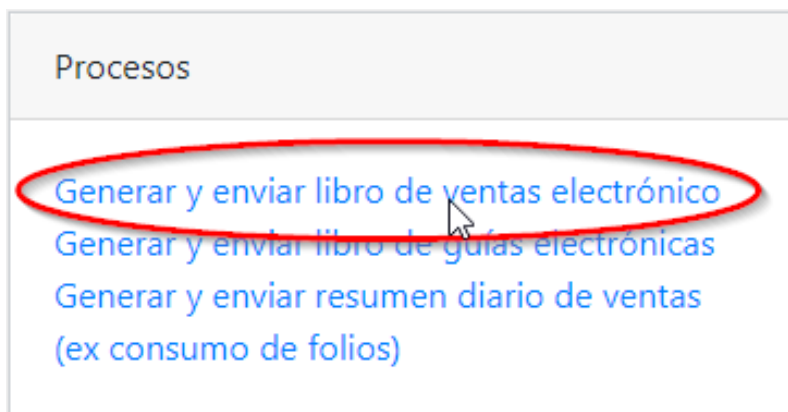 Procesos
Generar y enviar libro de ventas electrónico
Generar y enviar libro de guías electrónicas
Generar y enviar resumen diario de ventas
(ex consumo de folios)